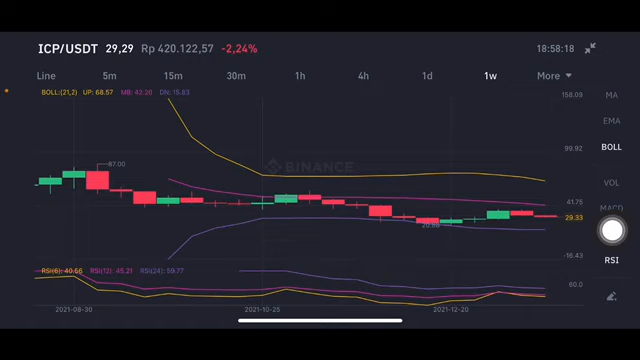 ICP/USDT 29,29 Rp 420.122,57 -2,24% 18:58:18
Line 5m 15m 30m 1h 4h 1d 1w More
BOLL:(21,2) UP: 68.57 MB: 42.20 DN: 15.83
158.09
MA
EMA
87.00
BINANCE
99.92
BOLL
VOL
41.75
MACD
29.33
20.66
-16.43
RSI
RSI(6): 40.56 RSI(12): 45.21 RSI(24): 59.77
60.0
2021-08-30 2021-10-25 2021-12-20